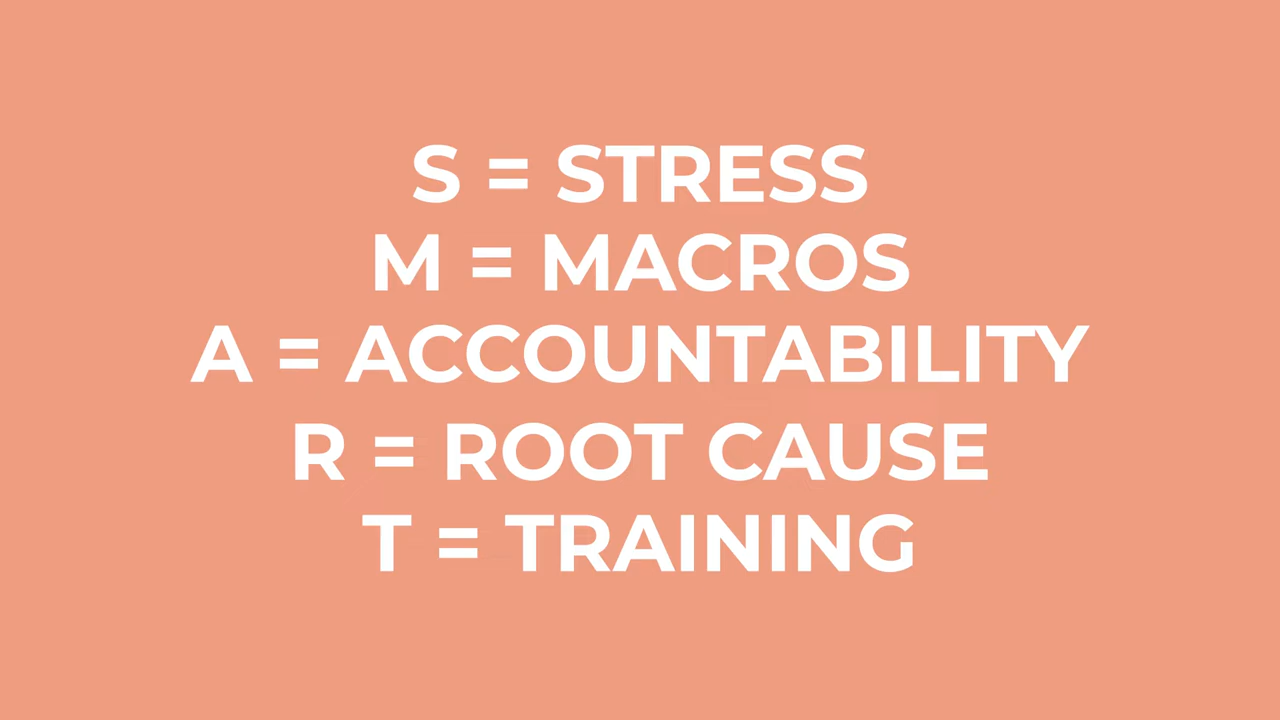 S = STRESS
M = MACROS
A = ACCOUNTABILITY
R = ROOT CAUSE
T = TRAINING